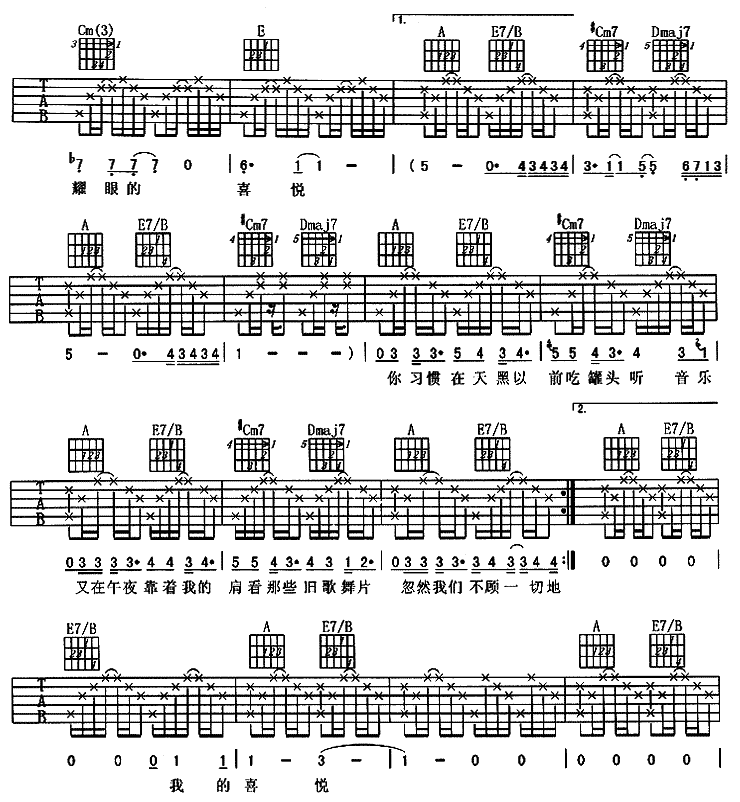 1.
Cm(3) E A E7/B #Cm7 Dmaj7
3 1 4 1 5 1
T A B
b7 7 7 7 0 6· 1 1 - (5 - 0· 43434 3· 1 1 5 5 6713
耀 眼 的 喜 悦
A E7/B #Cm7 Dmaj7 A E7/B #Cm7 Dmaj7
T A B
5 - 0· 43434 1 - - - ) 0 3 3 3· 5 4 3 4· 5 5 4 3· 4 3 1
你 习 惯 在 天 黑 以 前 吃 罐 头 听 音 乐
2.
A E7/B #Cm7 Dmaj7 A E7/B A E7/B
T A B
0 3 3 3 3· 4 4 3 4· 5 5 4 3· 4 3 1 2· 0 3 3 3 3· 3 4 3 3 4 4 :‖ 0 0 0 0
又 在 午 夜 靠 着 我 的 肩 看 那 些 旧 歌 舞 片 忽 然 我 们 不 顾 一 切 地
E7/B A E7/B A E7/B
T A B
0 0 0 1 1 1 - 3 - 1 - 0 0 0 0 0 0
我 的 喜 悦